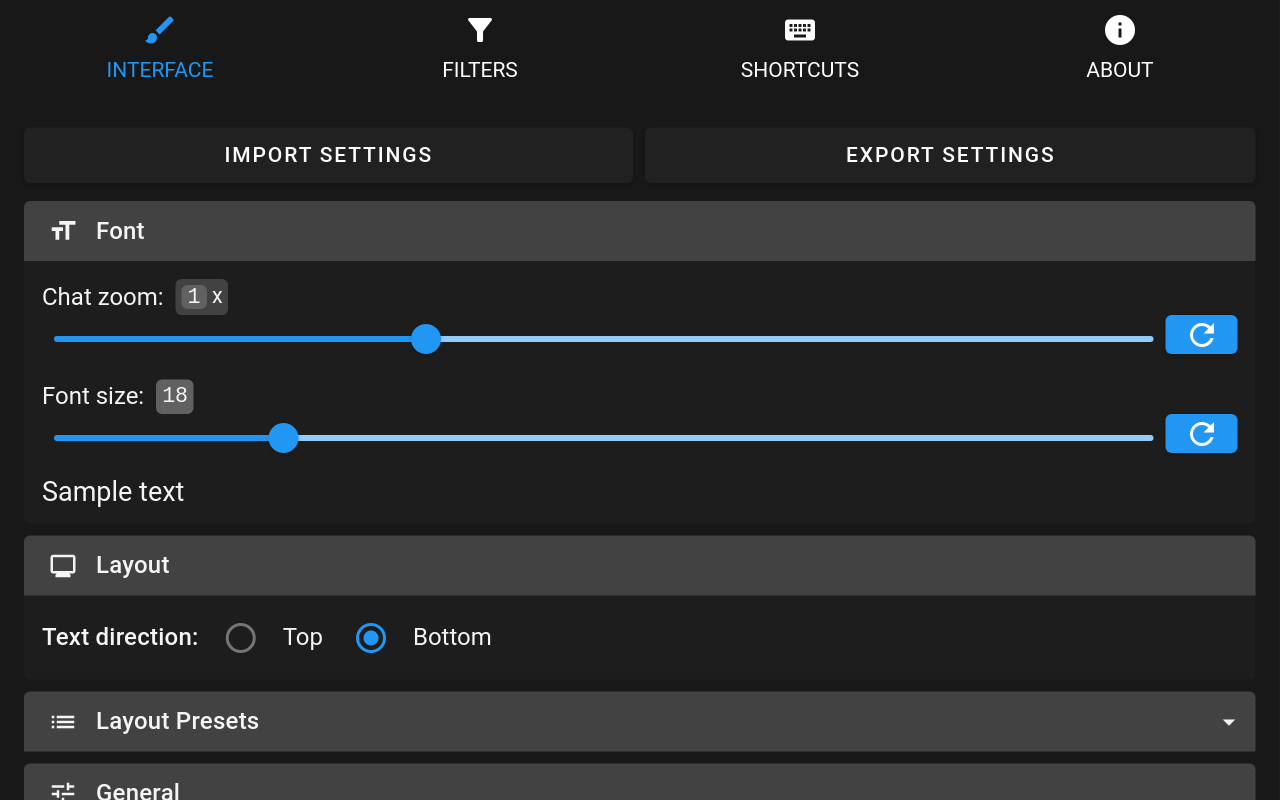 INTERFACE FILTERS SHORTCUTS ABOUT
IMPORT SETTINGS EXPORT SETTINGS
Font
Chat zoom: 1 x
Font size: 18
Sample text
Layout
Text direction: Top Bottom
Layout Presets
General